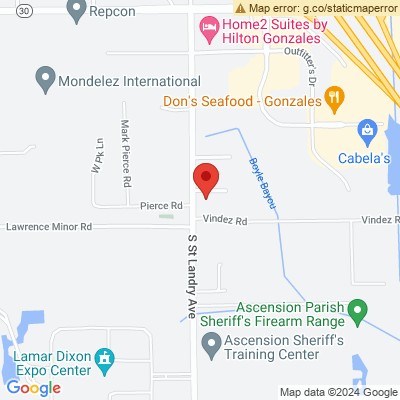 Map error: g.co/staticmaperror
30
Repcon
Home2 Suites by
Hilton Gonzales
Outfitter's Dr
Mondelez International
Don's Seafood - Gonzales
W Pk Ln
Mark Pierce Rd
Boyle Bayou
Cabela's
Pierce Rd
Vindez Rd
Vindez R
Lawrence Minor Rd
S St Landry Ave
Ascension Parish
Sheriff's Firearm Range
Ascension Sheriff's
Training Center
Lamar Dixon
Expo Center
Google
Map data ©2024 Google